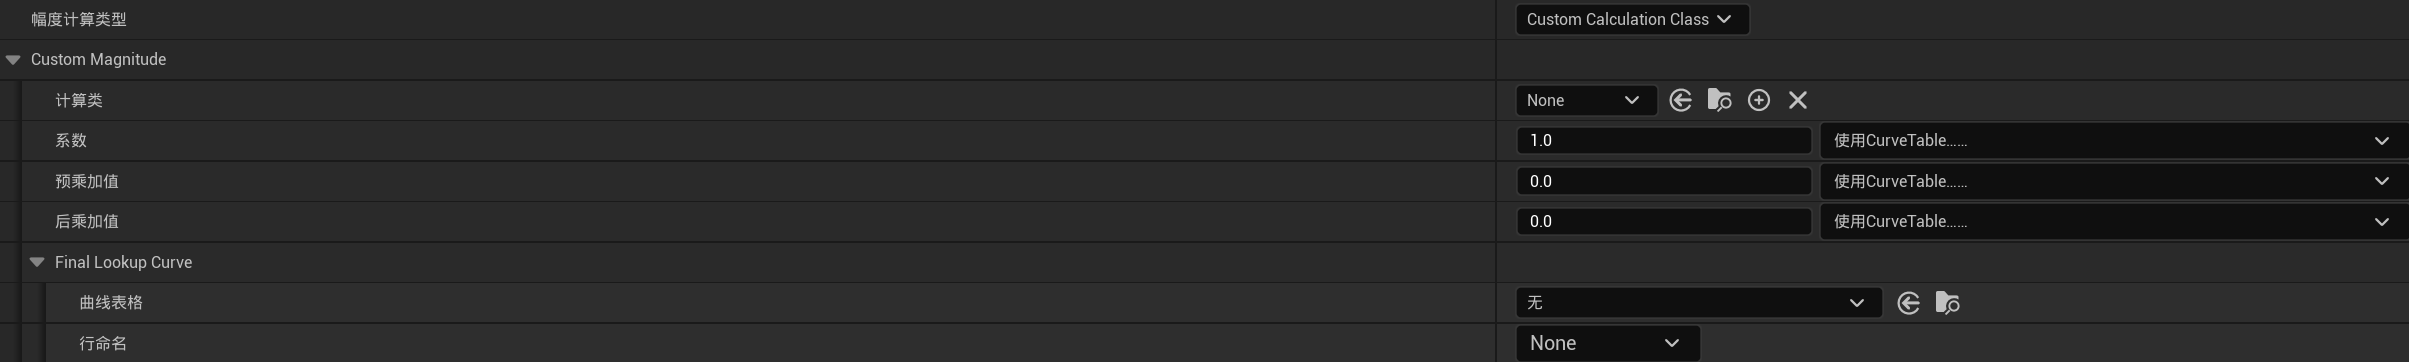 幅度计算类型 Custom Calculation Class
Custom Magnitude
计算类 None
系数 1.0 使用CurveTable......
预乘加值 0.0 使用CurveTable......
后乘加值 0.0 使用CurveTable......
Final Lookup Curve
曲线表格 无
行命名 None